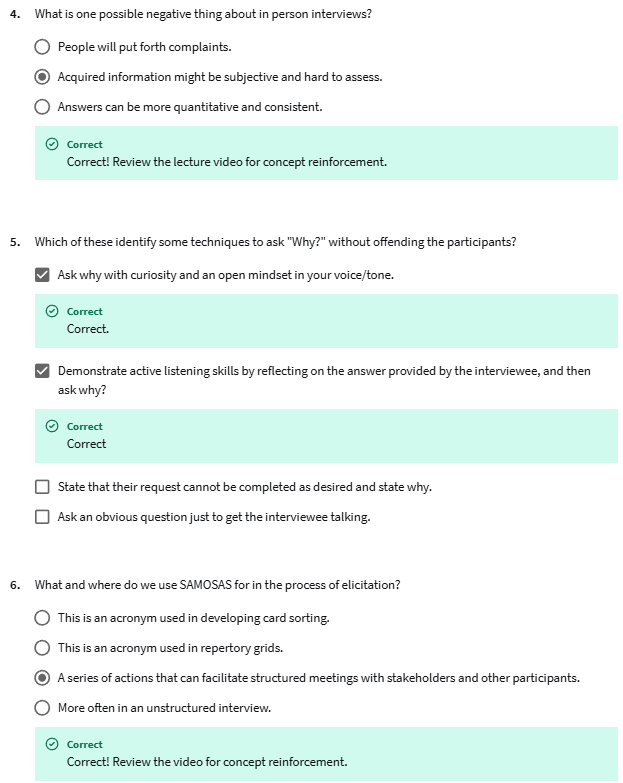 4. What is one possible negative thing about in person interviews?
People will put forth complaints.
Acquired information might be subjective and hard to assess.
Answers can be more quantitative and consistent.
Correct
Correct! Review the lecture video for concept reinforcement.
5. Which of these identify some techniques to ask "Why?" without offending the participants?
Ask why with curiosity and an open mindset in your voice/tone.
Correct
Correct.
Demonstrate active listening skills by reflecting on the answer provided by the interviewee, and then
ask why?
Correct
Correct
State that their request cannot be completed as desired and state why.
Ask an obvious question just to get the interviewee talking.
6. What and where do we use SAMOSAS for in the process of elicitation?
This is an acronym used in developing card sorting.
This is an acronym used in repertory grids.
A series of actions that can facilitate structured meetings with stakeholders and other participants.
More often in an unstructured interview.
Correct
Correct! Review the video for concept reinforcement.